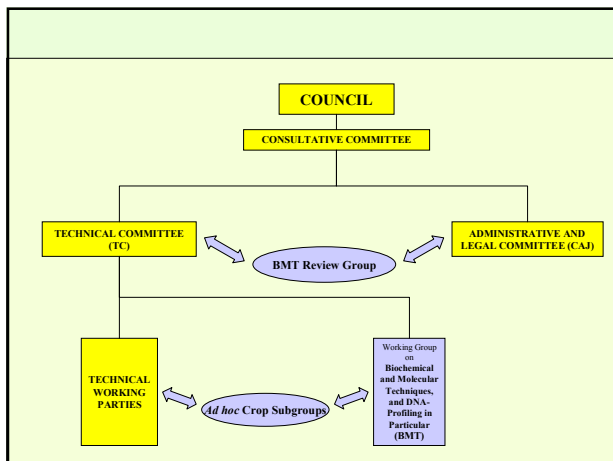 COUNCIL
CONSULTATIVE COMMITTEE
TECHNICAL COMMITTEE
(TC)
ADMINISTRATIVE AND
LEGAL COMMITTEE (CAJ)
BMT Review Group
TECHNICAL
WORKING
PARTIES
Ad hoc Crop Subgroups
Working Group
on
Biochemical
and Molecular
Techniques,
and DNA-
Profiling in
Particular
(BMT)